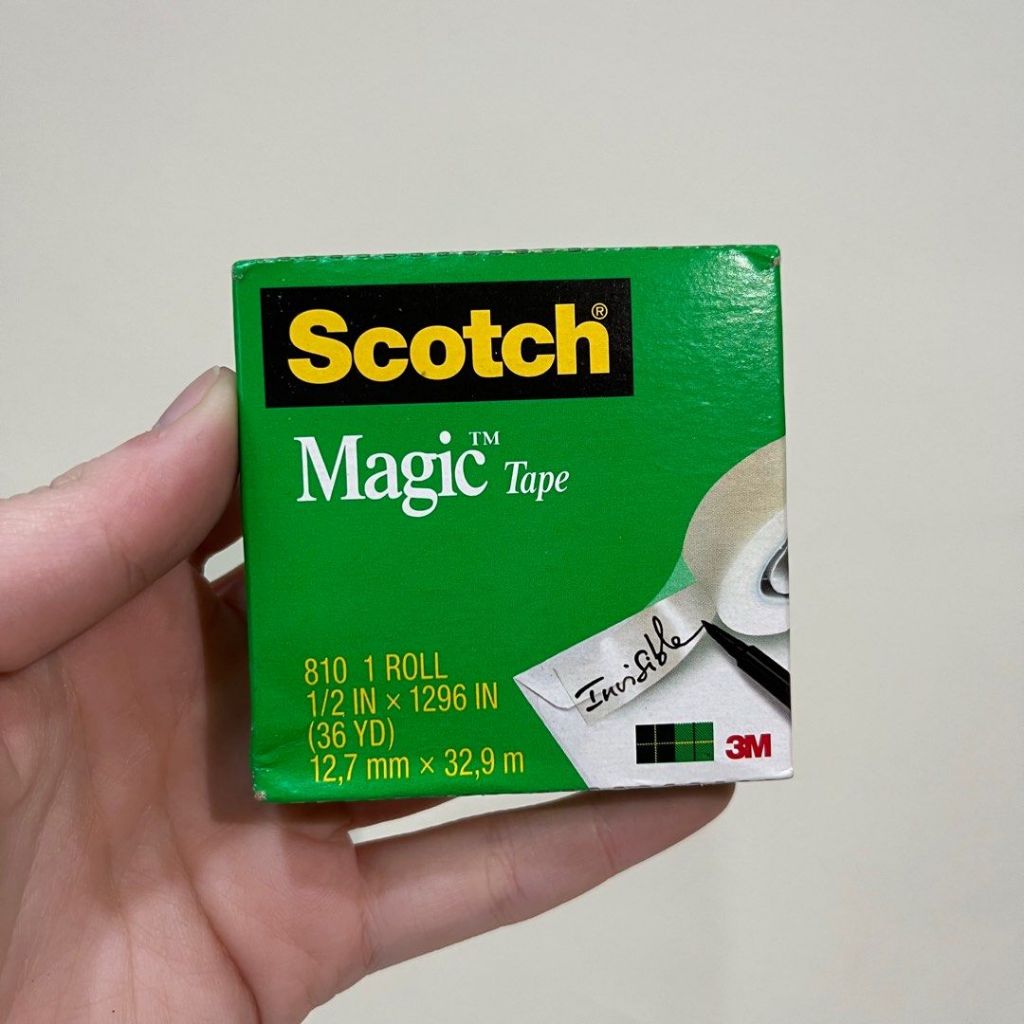 Scotch®
Magic™ Tape
810 1 ROLL
1/2 IN × 1296 IN
(36 YD)
12,7 mm × 32,9 m
Invisible
3M